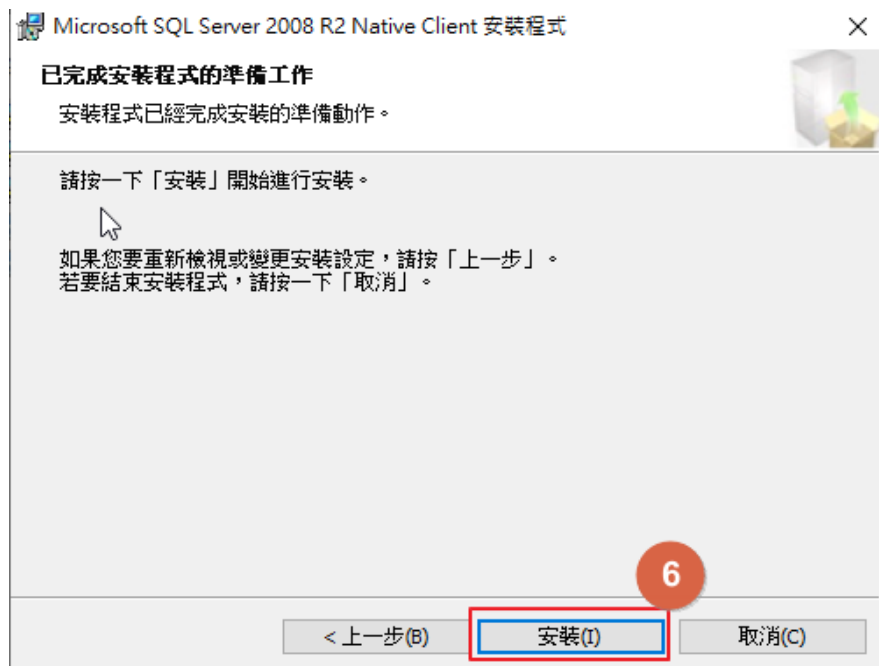 Microsoft SQL Server 2008 R2 Native Client 安裝程式
已完成安裝程式的準備工作
安裝程式已經完成安裝的準備動作。
請按一下「安裝」開始進行安裝。
如果您要重新檢視或變更安裝設定，請按「上一步」。
若要結束安裝程式，請按一下「取消」。
6
< 上一步(B)
安裝(I)
取消(C)